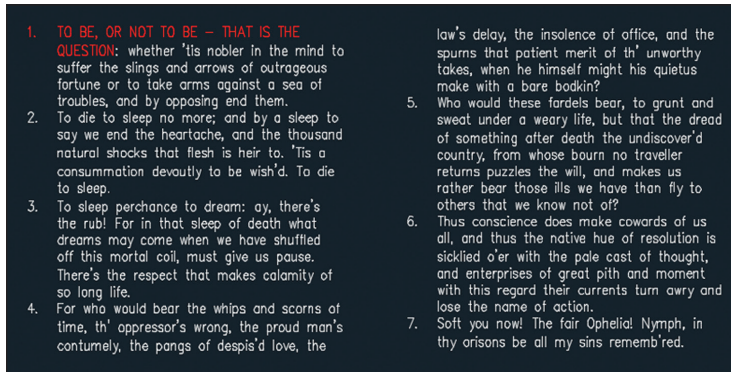 1. TO BE, OR NOT TO BE – THAT IS THE
QUESTION: whether 'tis nobler in the mind to
suffer the slings and arrows of outrageous
fortune or to take arms against a sea of
troubles, and by opposing end them.
2. To die to sleep no more; and by a sleep to
say we end the heartache, and the thousand
natural shocks that flesh is heir to. 'Tis a
consummation devoutly to be wish'd. To die
to sleep.
3. To sleep perchance to dream: ay, there's
the rub! For in that sleep of death what
dreams may come when we have shuffled
off this mortal coil, must give us pause.
There's the respect that makes calamity of
so long life.
4. For who would bear the whips and scorns of
time, th' oppressor's wrong, the proud man's
contumely, the pangs of despis'd love, the
law's delay, the insolence of office, and the
spurns that patient merit of th' unworthy
takes, when he himself might his quietus
make with a bare bodkin?
5. Who would these fardels bear, to grunt and
sweat under a weary life, but that the dread
of something after death the undiscover'd
country, from whose bourn no traveller
returns puzzles the will, and makes us
rather bear those ills we have than fly to
others that we know not of?
6. Thus conscience does make cowards of us
all, and thus the native hue of resolution is
sicklied o'er with the pale cast of thought,
and enterprises of great pith and moment
with this regard their currents turn awry and
lose the name of action.
7. Soft you now! The fair Ophelia! Nymph, in
thy orisons be all my sins rememb'red.